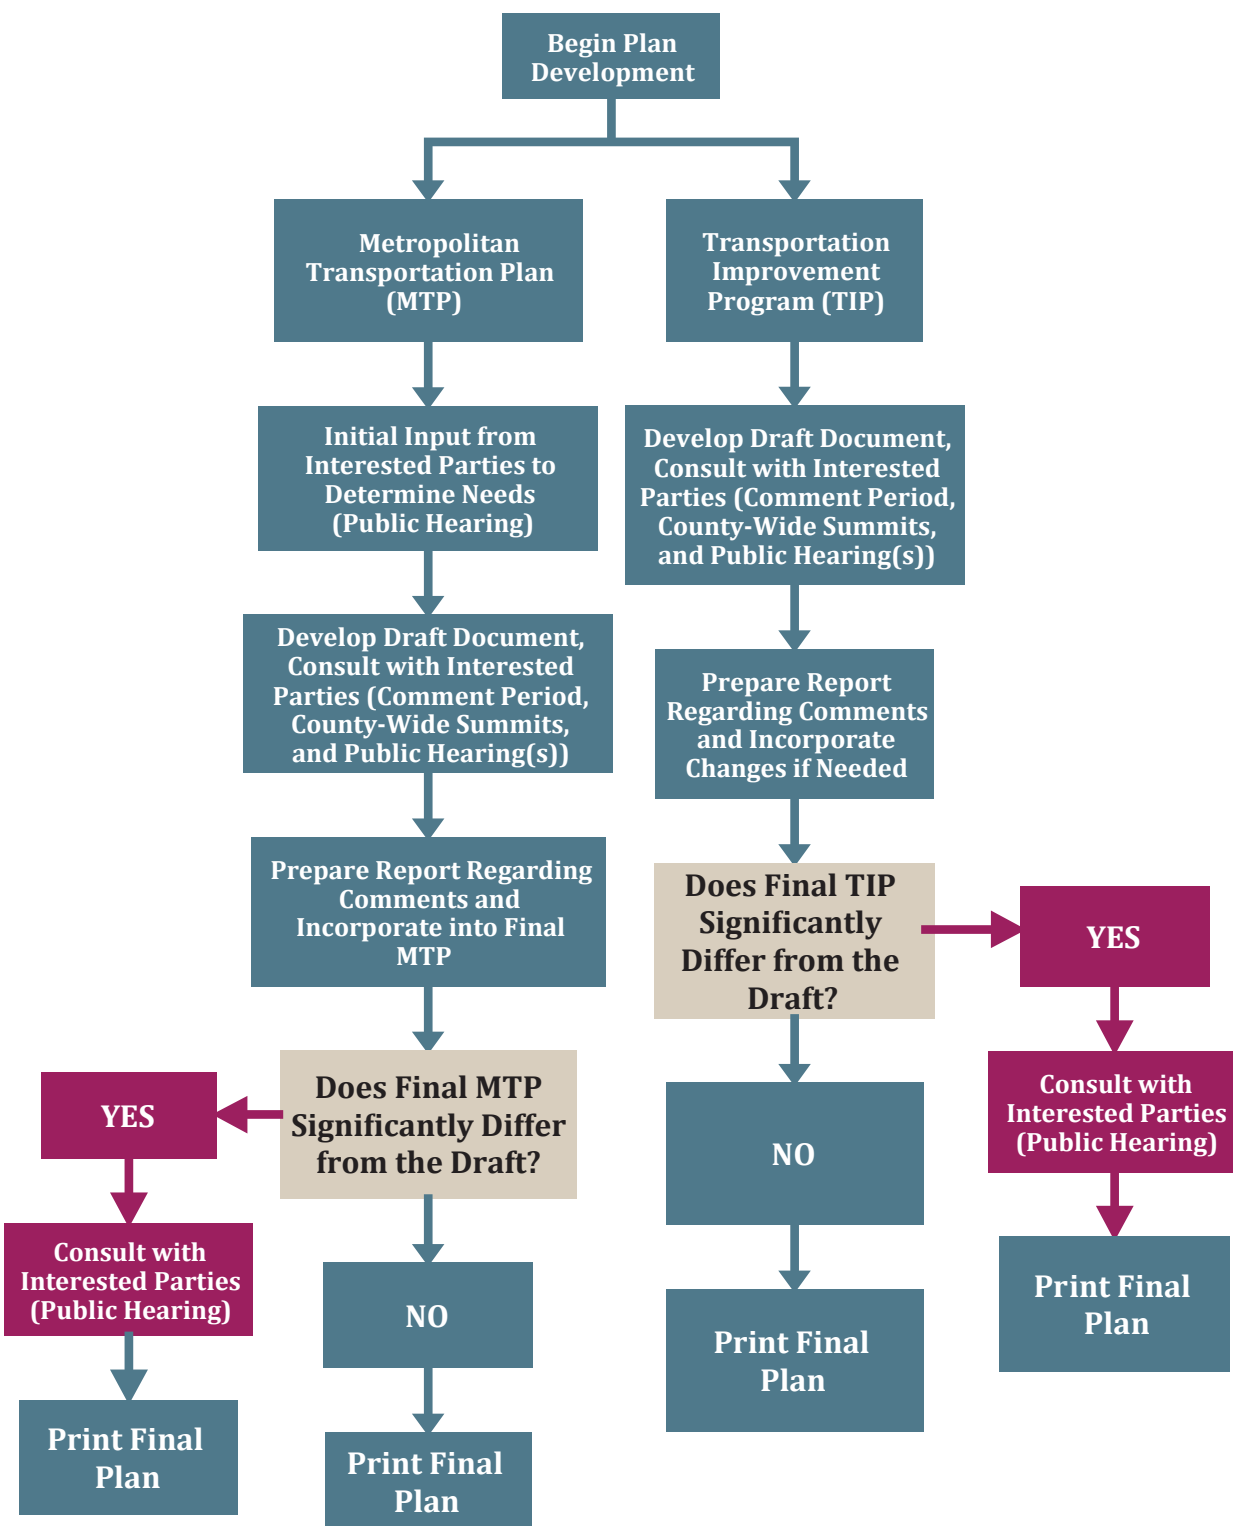 Begin Plan
Development
Metropolitan
Transportation Plan
(MTP)
Transportation
Improvement
Program (TIP)
Initial Input from
Interested Parties to
Determine Needs
(Public Hearing)
Develop Draft Document,
Consult with Interested
Parties (Comment Period,
County-Wide Summits,
and Public Hearing(s))
Develop Draft Document,
Consult with Interested
Parties (Comment Period,
County-Wide Summits,
and Public Hearing(s))
Prepare Report
Regarding Comments
and Incorporate
Changes if Needed
Prepare Report Regarding
Comments and
Incorporate into Final
MTP
Does Final TIP
Significantly
Differ from the
Draft?
YES
Does Final MTP
Significantly Differ
from the Draft?
YES
NO
Consult with
Interested Parties
(Public Hearing)
Consult with
Interested Parties
(Public Hearing)
NO
Print Final
Plan
Print Final
Plan
Print Final
Plan
Print Final
Plan